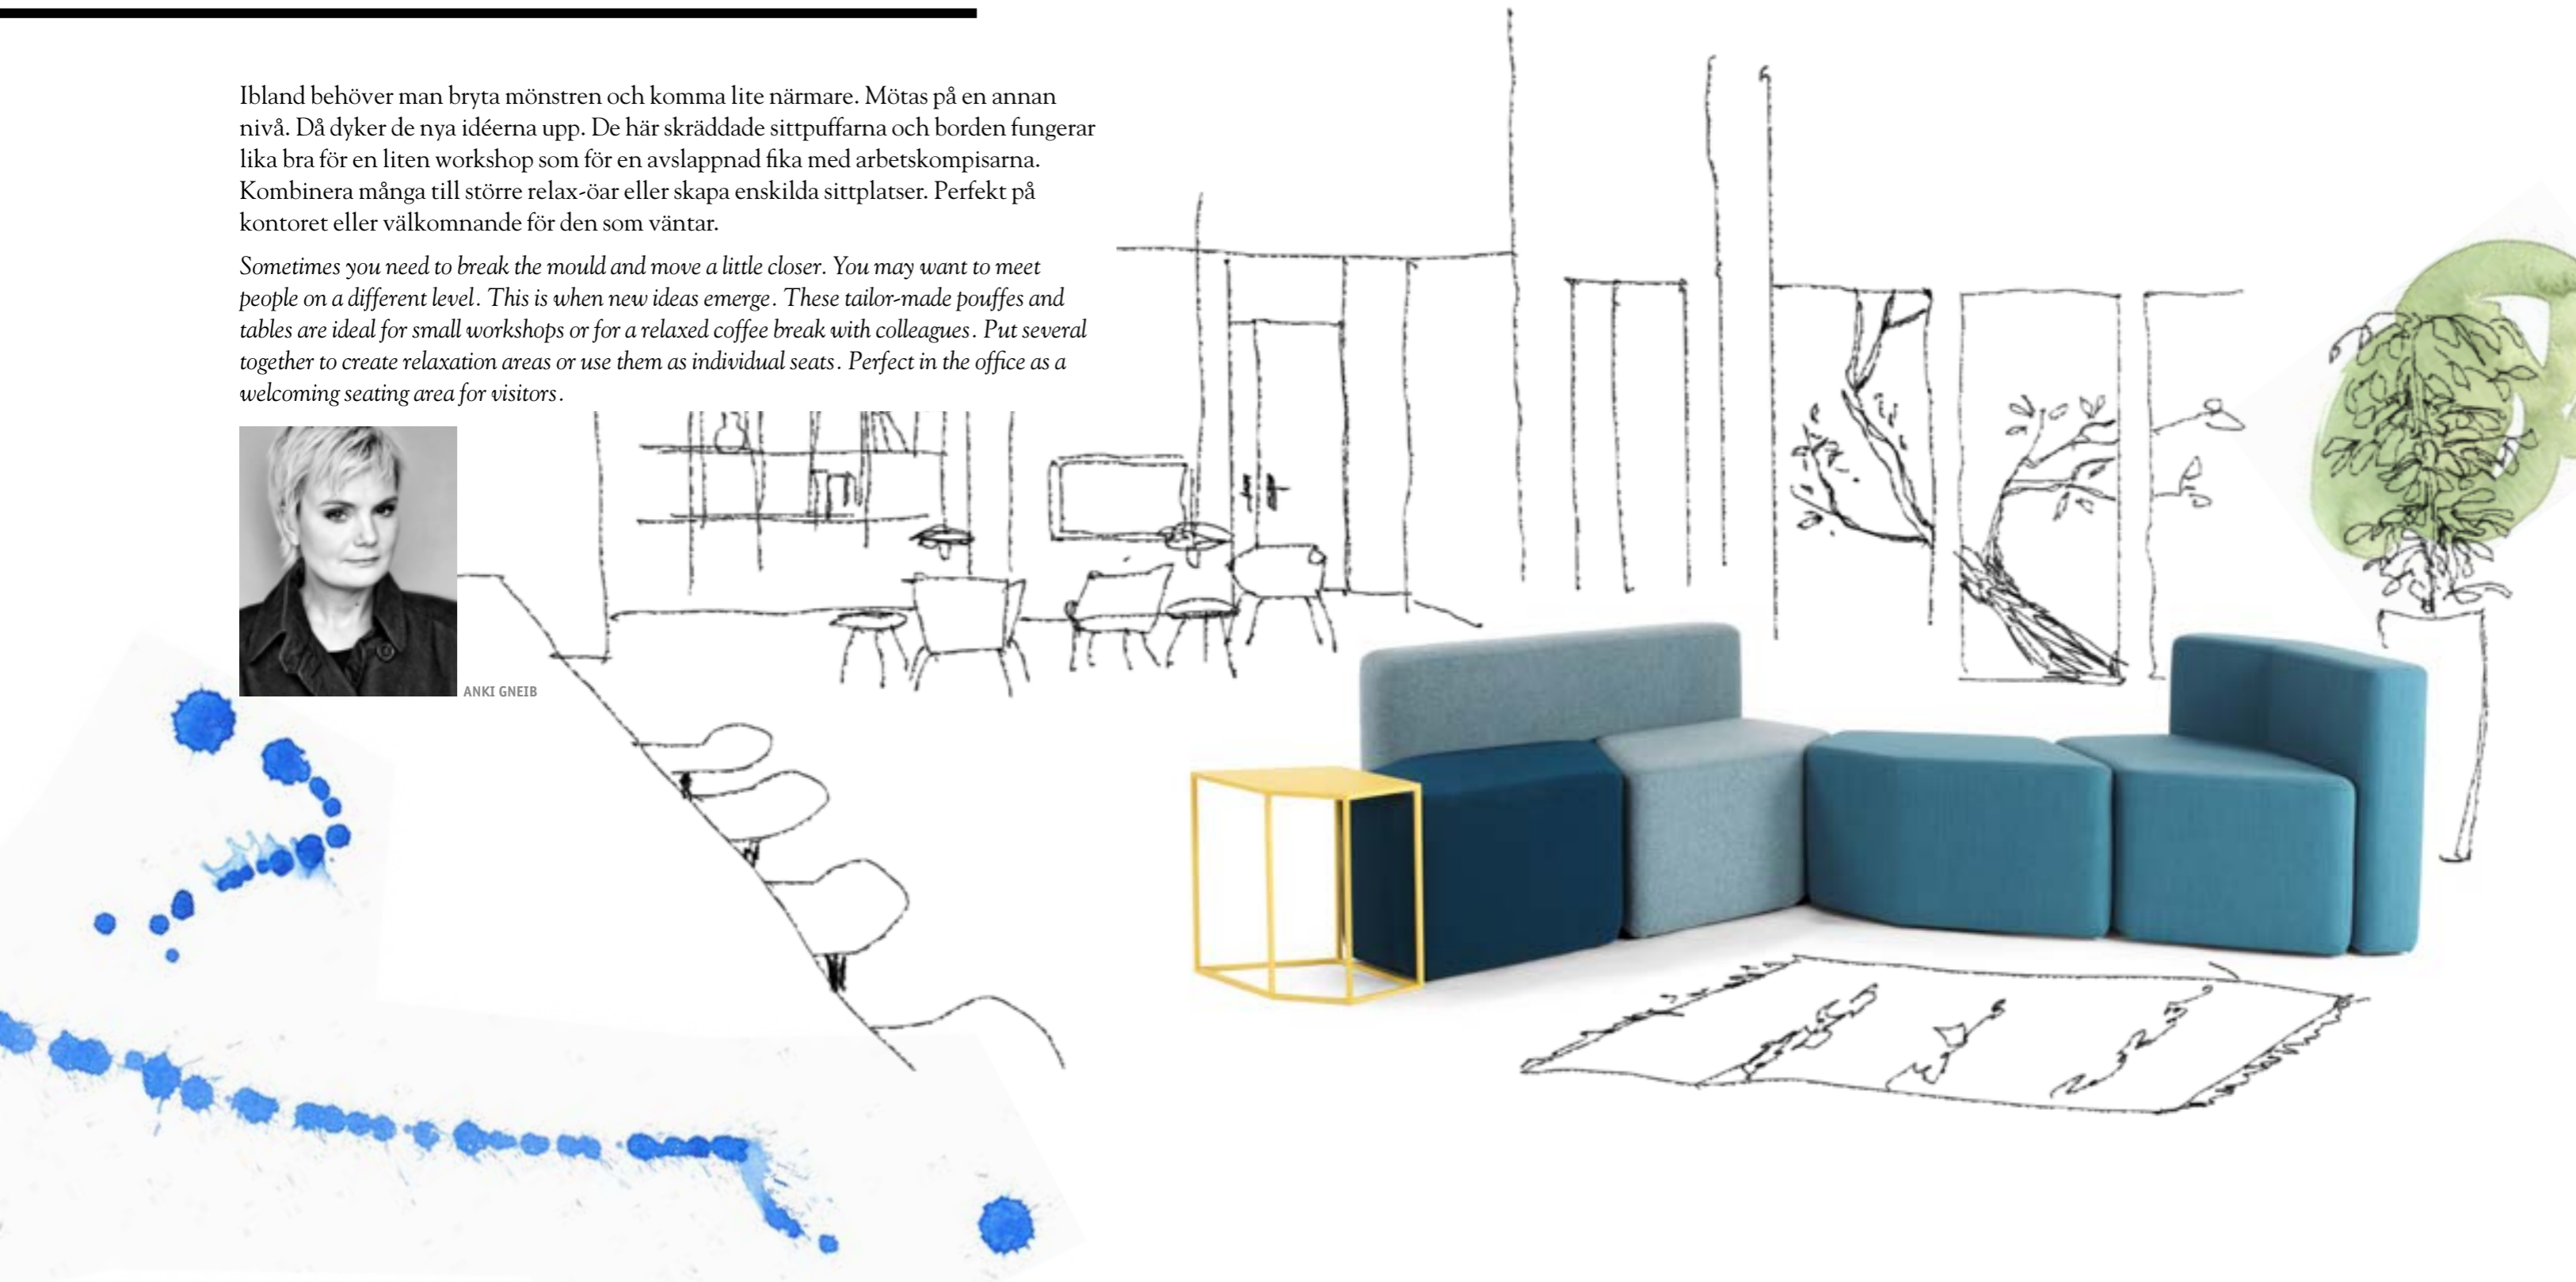 Ibland behöver man bryta mönstren och komma lite närmare. Mötas på en annan
nivå. Då dyker de nya idéerna upp. De här skräddade sittpuffarna och borden fungerar
lika bra för en liten workshop som för en avslappnad fika med arbetskompisarna.
Kombinera många till större relax-öar eller skapa enskilda sittplatser. Perfekt på
kontoret eller välkomnande för den som väntar.
Sometimes you need to break the mould and move a little closer. You may want to meet
people on a different level. This is when new ideas emerge. These tailor-made pouffes and
tables are ideal for small workshops or for a relaxed coffee break with colleagues. Put several
together to create relaxation areas or use them as individual seats. Perfect in the office as a
welcoming seating area for visitors.
ANKI GNEIB